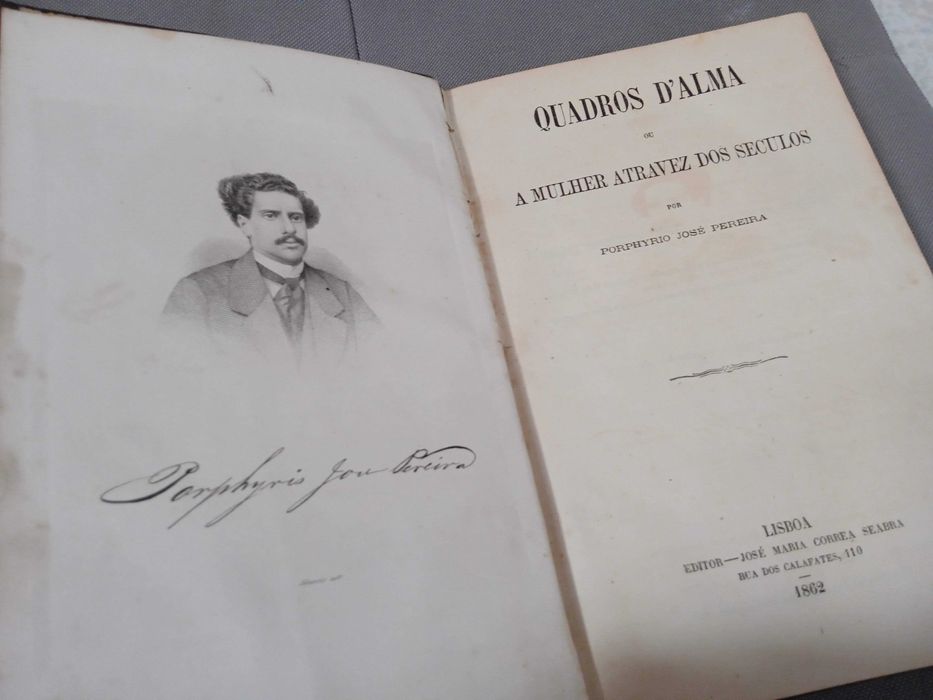 Porphyrio José Pereira
QUADROS D'ALMA
OU
A MULHER ATRAVEZ DOS SECULOS
POR
PORPHYRIO JOSÉ PEREIRA
LISBOA
EDITOR—JOSÉ MARIA CORREA SEABRA
RUA DOS CALAFATES, 110
1862